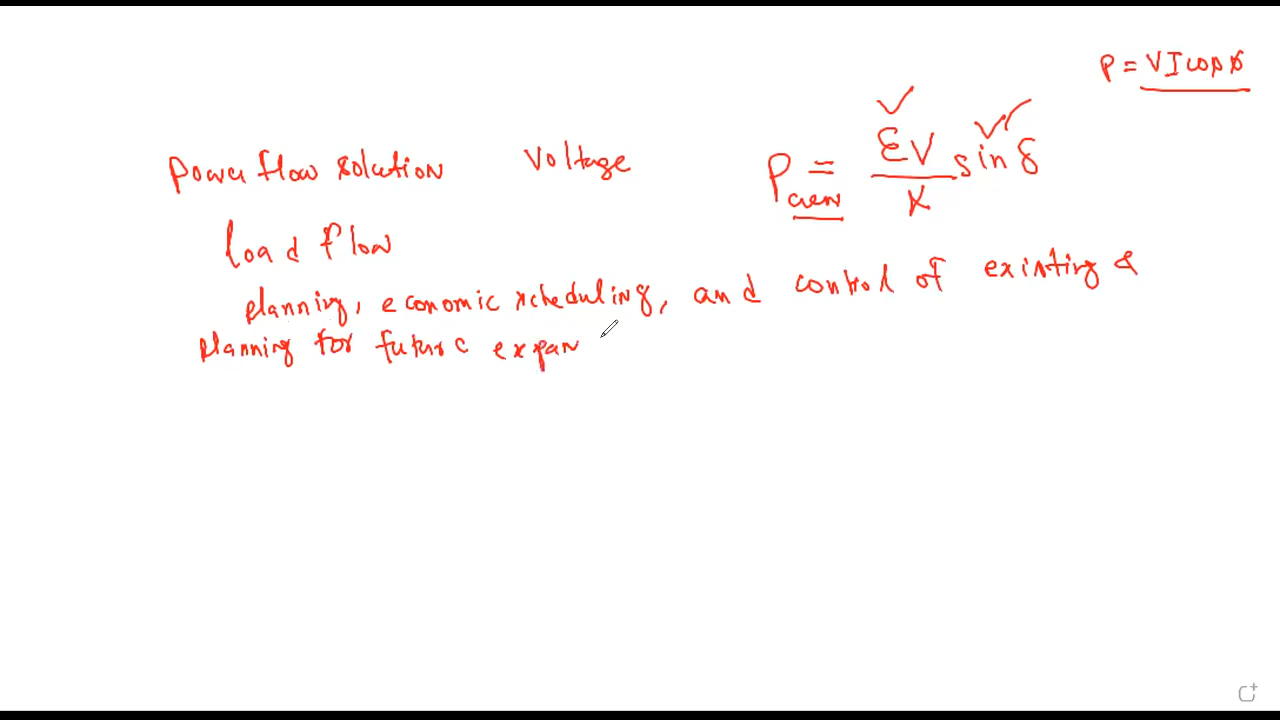 P = VI cos φ
Power flow solution Voltage
P_Gen = EV/X sin δ
Load flow
planning, economic scheduling, and control of existing &
planning for future expan